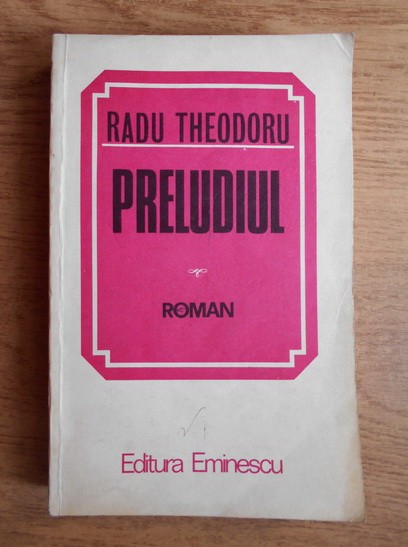 RADU THEODORU
PRELUDIUL
ROMAN
Editura Eminescu